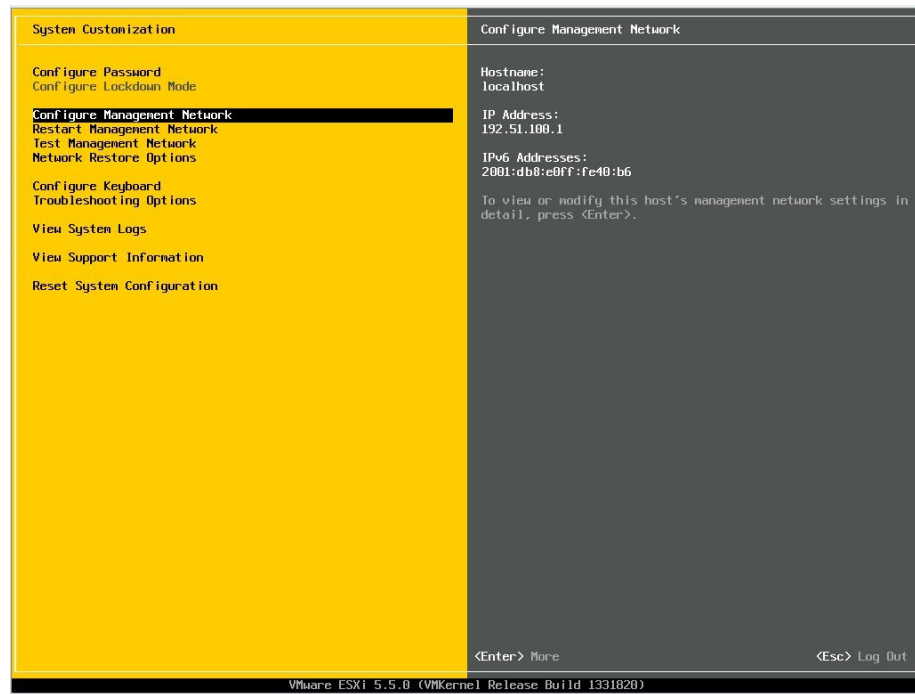 System Customization
Configure Password
Configure Lockdown Mode
Configure Management Network
Restart Management Network
Test Management Network
Network Restore Options
Configure Keyboard
Troubleshooting Options
View System Logs
View Support Information
Reset System Configuration
Configure Management Network
Hostname:
localhost
IP Address:
192.51.100.1
IPv6 Addresses:
2001:db8:e0ff:fe40:b6
To view or modify this host's management network settings in
detail, press <Enter>.
<Enter> More
<Esc> Log Out
VMware ESXi 5.5.0 (VMKernel Release Build 1331820)